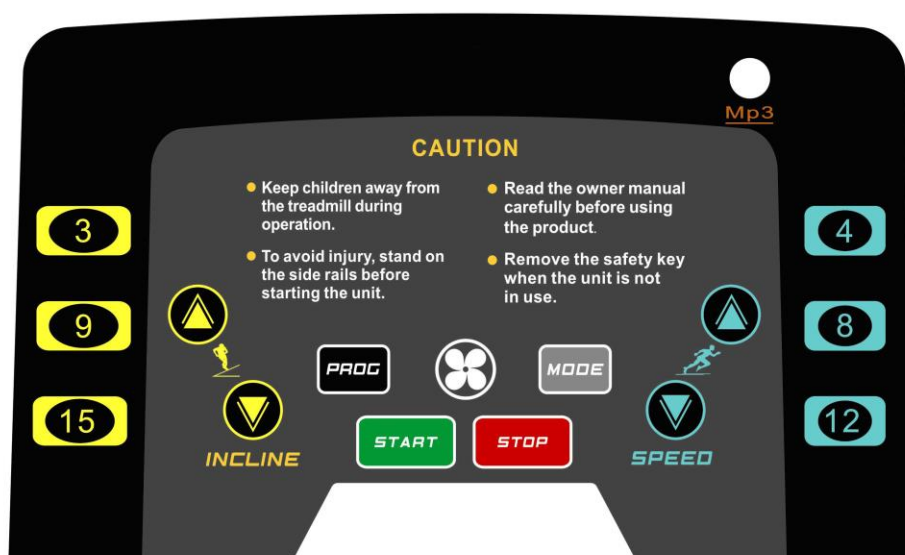 Mp3
CAUTION
Keep children away from
the treadmill during
operation.
To avoid injury, stand on
the side rails before
starting the unit.
Read the owner manual
carefully before using
the product.
Remove the safety key
when the unit is not
in use.
3
9
15
4
8
12
PROG
MODE
START
STOP
INCLINE
SPEED